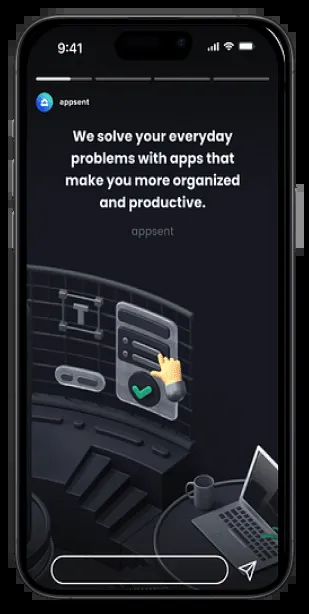 9:41
appsent
We solve your everyday
problems with apps that
make you more organized
and productive.
appsent
T